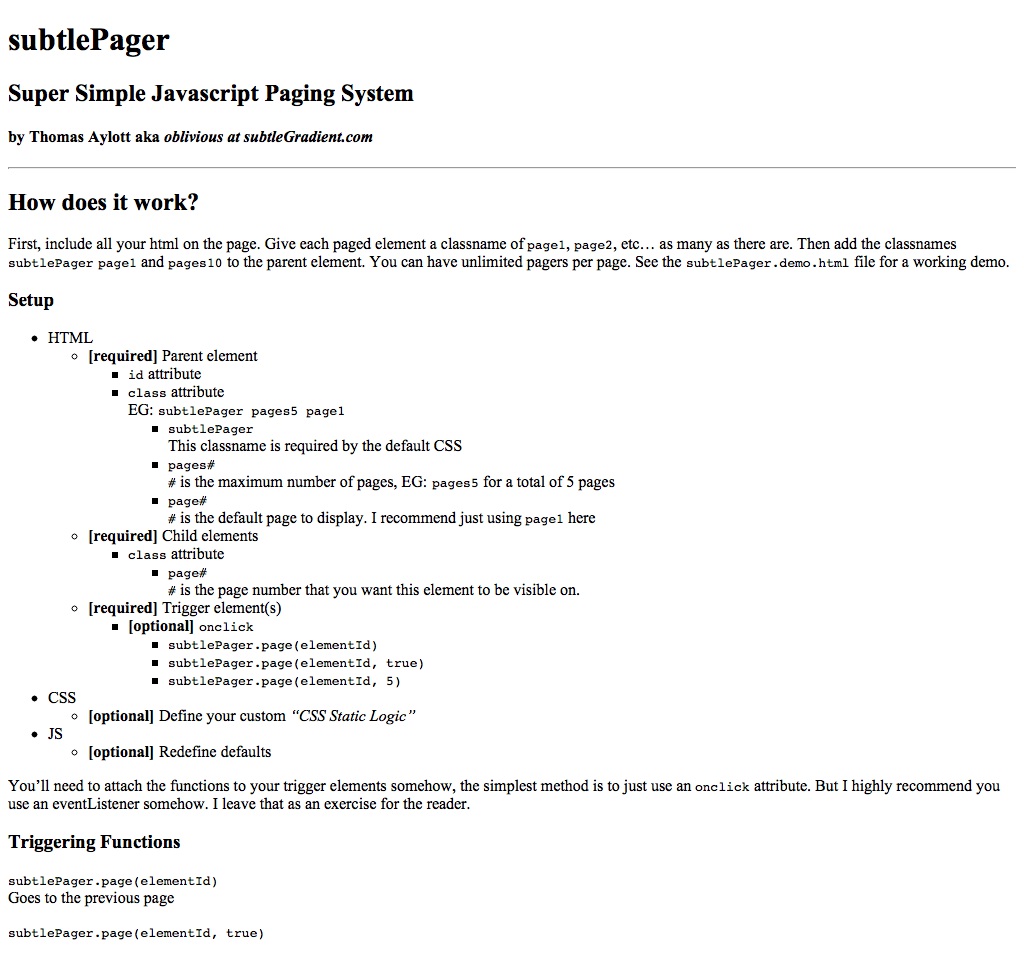 subtlePager
Super Simple Javascript Paging System
by Thomas Aylott aka oblivious at subtleGradient.com
How does it work?
First, include all your html on the page. Give each paged element a classname of page1, page2, etc… as many as there are. Then add the classnames
subtlePager page1 and pages10 to the parent element. You can have unlimited pagers per page. See the subtlePager.demo.html file for a working demo.
Setup
• HTML
◦ [required] Parent element
▪ id attribute
▪ class attribute
EG: subtlePager pages5 page1
▪ subtlePager
This classname is required by the default CSS
▪ pages#
# is the maximum number of pages, EG: pages5 for a total of 5 pages
▪ page#
# is the default page to display. I recommend just using page1 here
◦ [required] Child elements
▪ class attribute
▪ page#
# is the page number that you want this element to be visible on.
◦ [required] Trigger element(s)
▪ [optional] onclick
▪ subtlePager.page(elementId)
▪ subtlePager.page(elementId, true)
▪ subtlePager.page(elementId, 5)
• CSS
◦ [optional] Define your custom “CSS Static Logic”
• JS
◦ [optional] Redefine defaults
You’ll need to attach the functions to your trigger elements somehow, the simplest method is to just use an onclick attribute. But I highly recommend you
use an eventListener somehow. I leave that as an exercise for the reader.
Triggering Functions
subtlePager.page(elementId)
Goes to the previous page
subtlePager.page(elementId, true)